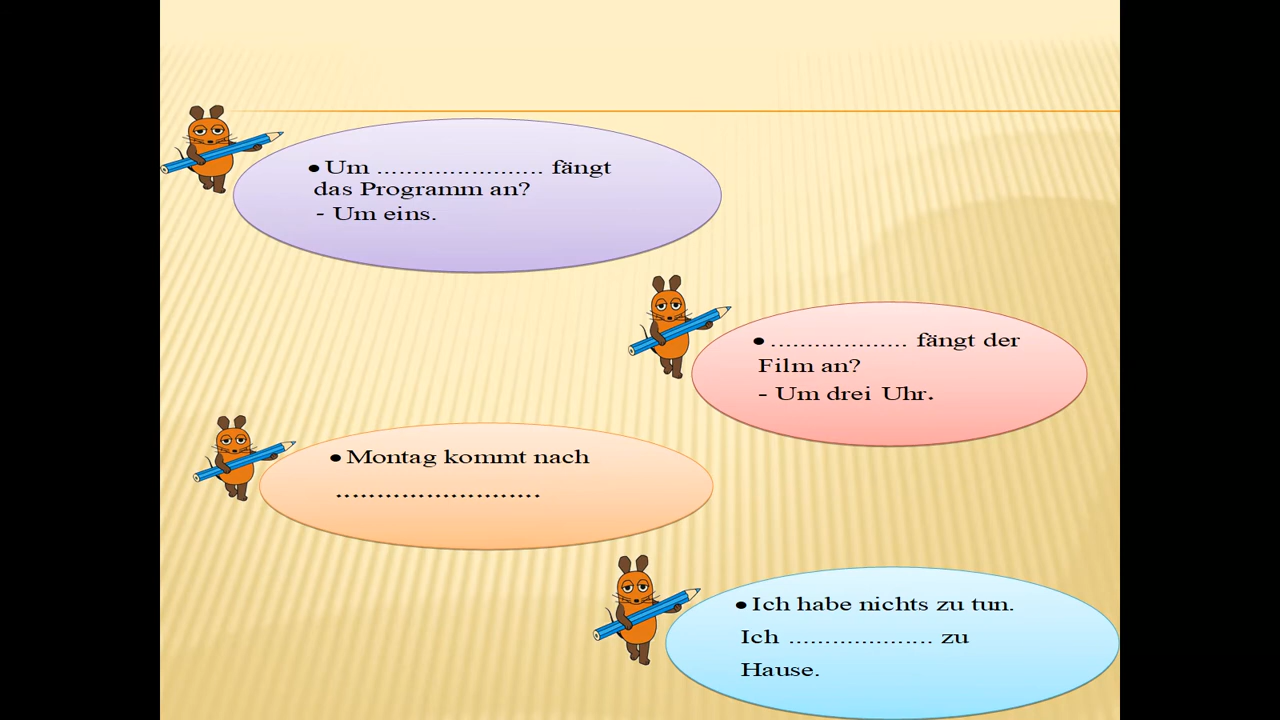 • Um ....................... fängt
das Programm an?
- Um eins.
• ................... fängt der
Film an?
- Um drei Uhr.
• Montag kommt nach
.........................
• Ich habe nichts zu tun.
Ich .................... zu
Hause.